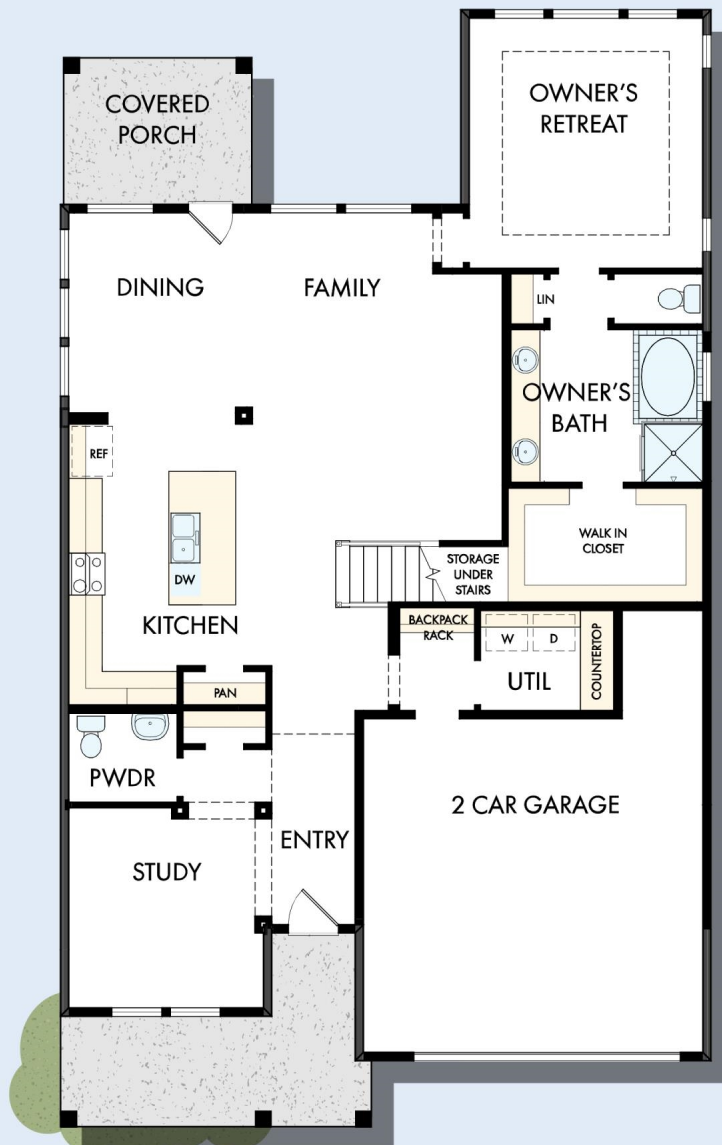 COVERED
PORCH
OWNER'S
RETREAT
DINING
FAMILY
LIN
OWNER'S
BATH
REF
WALK IN
CLOSET
STORAGE
UNDER
STAIRS
DW
KITCHEN
BACKPACK
RACK
W
D
COUNTERTOP
UTIL
PAN
PWDR
2 CAR GARAGE
ENTRY
STUDY